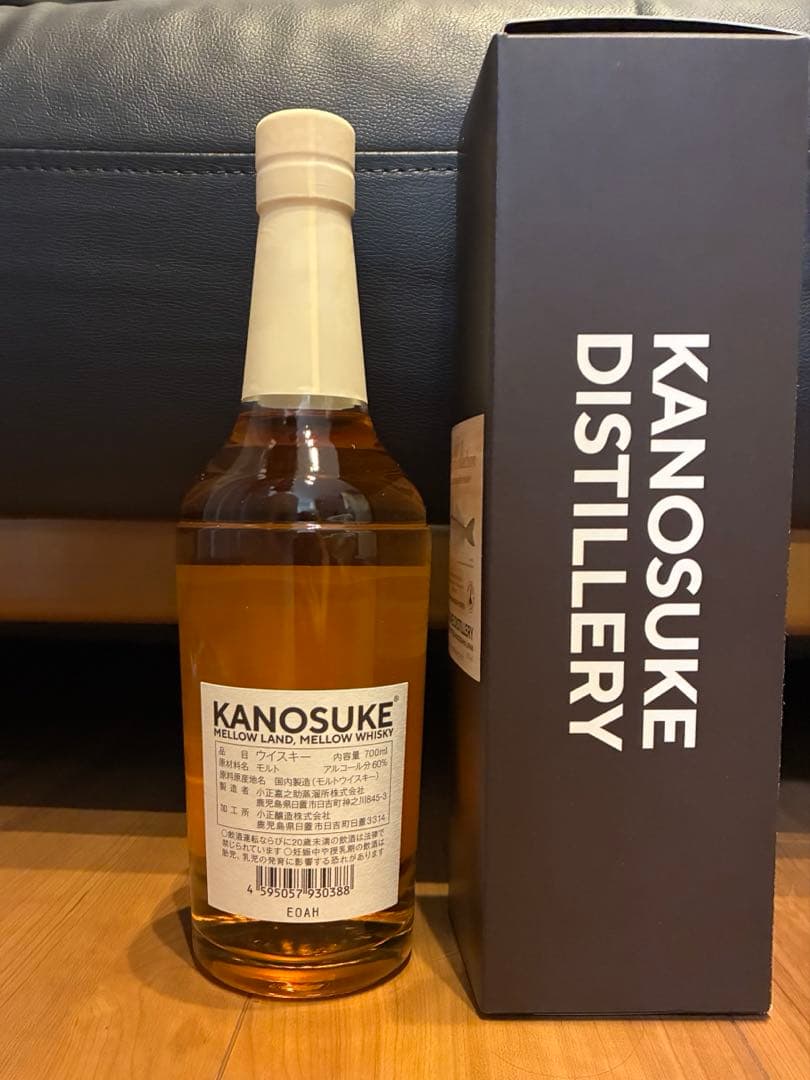 KANOSUKE®
MELLOW LAND, MELLOW WHISKY
品目 ウイスキー 内容量 700ml
原材料名 モルト アルコール分 60%
原料原産地名 国内製造(モルトウイスキー)
製造者 小正嘉之助蒸溜所株式会社
鹿児島県日置市日吉町神之川845-3
加工所 小正醸造株式会社
鹿児島県日置市日吉町日置3314
○飲酒運転ならびに20歳未満の飲酒は法律で
禁じられています ○妊娠中や授乳期の飲酒は
胎児、乳児の発育に影響する恐れがあります
4 595057 930388
EOAH
KANOSUKE
DISTILLERY
DISTILLERY